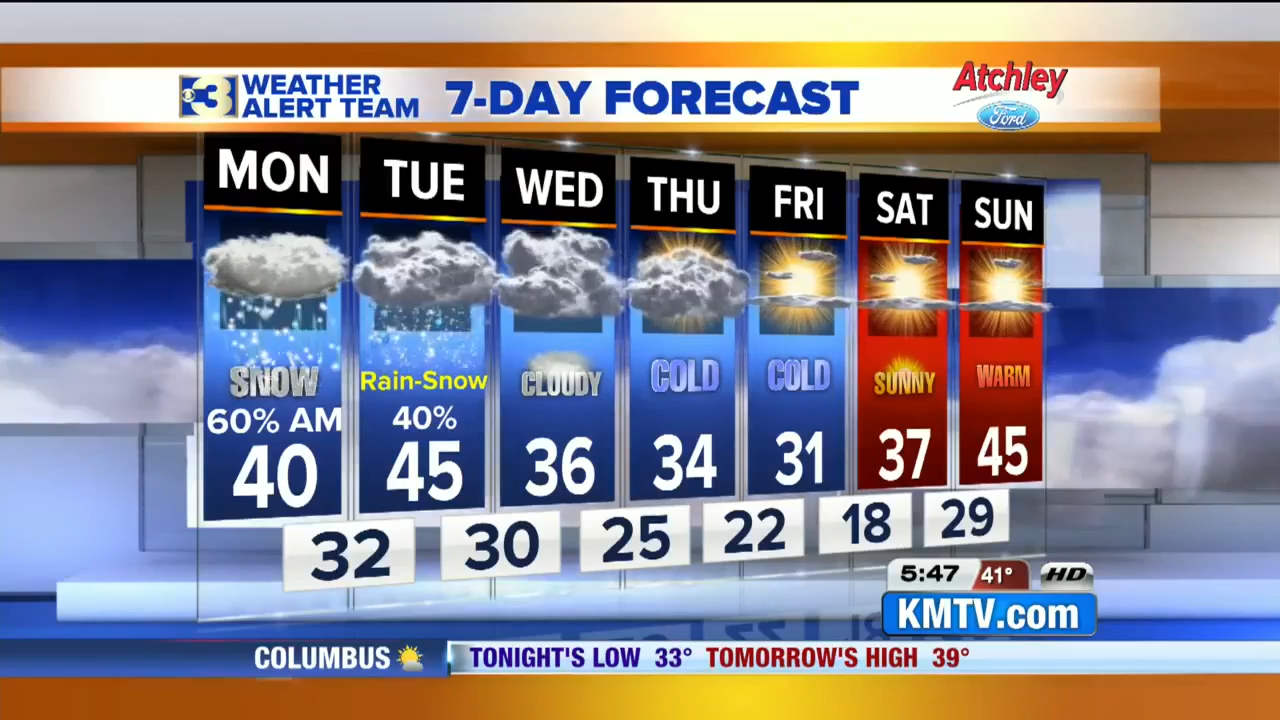 3 WEATHER ALERT TEAM
7-DAY FORECAST
Atchley
Ford
MON TUE WED THU FRI SAT SUN
SNOW Rain-Snow CLOUDY COLD COLD SUNNY WARM
60% AM 40%
40 45 36 34 31 37 45
32 30 25 22 18 29
5:47 41° HD
KMTV.com
COLUMBUS TONIGHT'S LOW 33° TOMORROW'S HIGH 39°